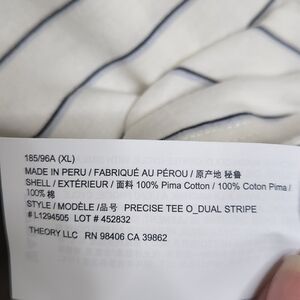 185/96A (XL)
MADE IN PERU / FABRIQUÉ AU PÉROU / 原产地 秘鲁
SHELL / EXTÉRIEUR / 面料 100% Pima Cotton / 100% Coton Pima /
100% 棉
STYLE / MODÈLE /品号 PRECISE TEE O_DUAL STRIPE
# L1294505 LOT # 452832
THEORY LLC RN 98406 CA 39862